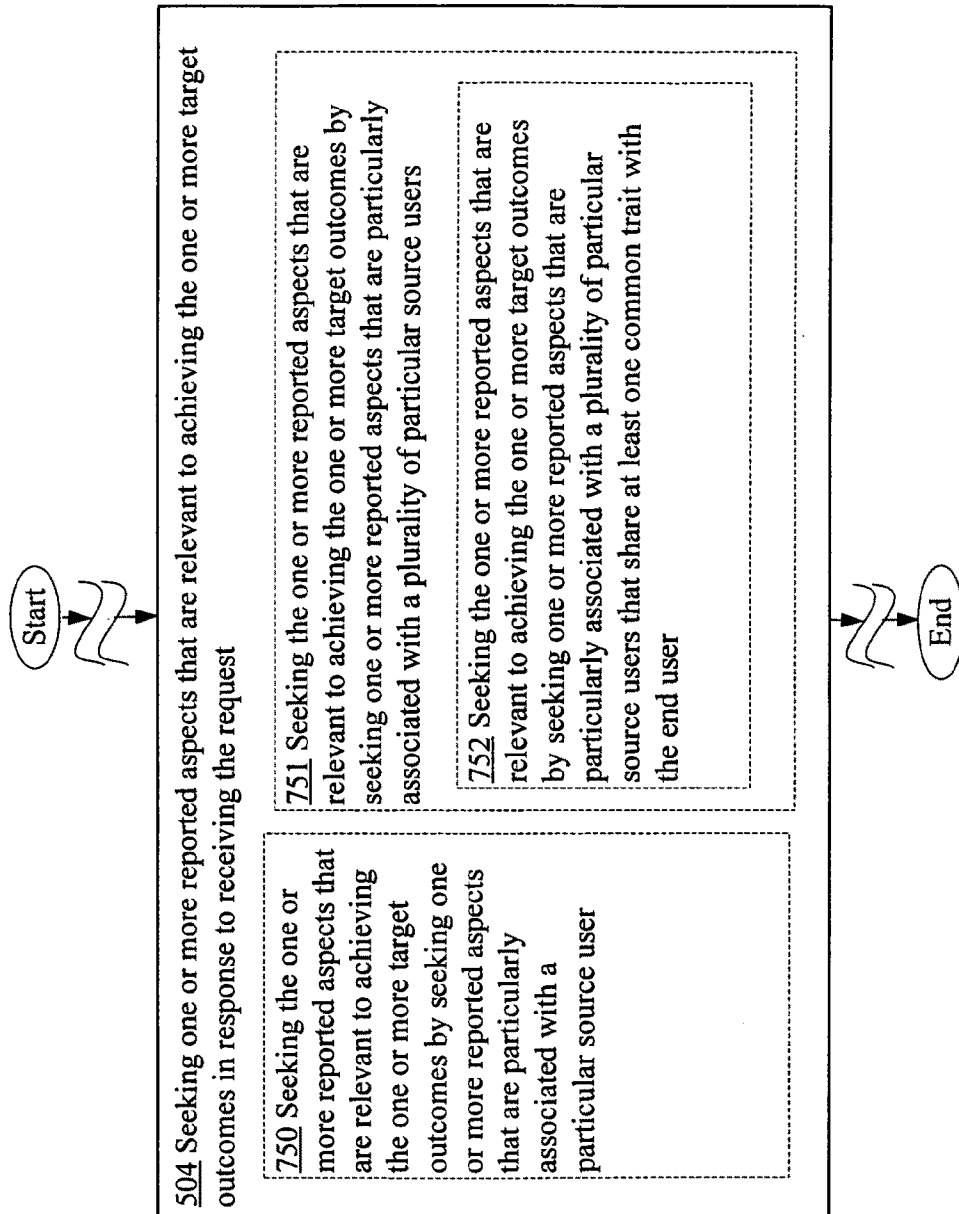 Start
504 Seeking one or more reported aspects that are relevant to achieving the one or more target
outcomes in response to receiving the request
750 Seeking the one or
more reported aspects that
are relevant to achieving
the one or more target
outcomes by seeking one
or more reported aspects
that are particularly
associated with a
particular source user
751 Seeking the one or more reported aspects that are
relevant to achieving the one or more target outcomes by
seeking one or more reported aspects that are particularly
associated with a plurality of particular source users
752 Seeking the one or more reported aspects that are
relevant to achieving the one or more target outcomes
by seeking one or more reported aspects that are
particularly associated with a plurality of particular
source users that share at least one common trait with
the end user
End